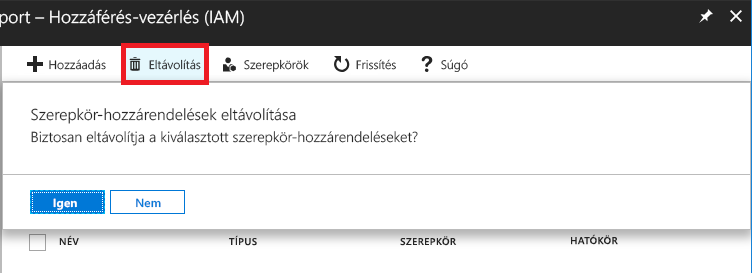 port – Hozzáférés-vezérlés (IAM)
Hozzáadás Eltávolítás Szerepkörök Frissítés ? Súgó
Szerepkör-hozzárendelések eltávolítása
Biztosan eltávolítja a kiválasztott szerepkör-hozzárendeléseket?
Igen Nem
NÉV TÍPUS SZEREPKÖR HATÓKÖR